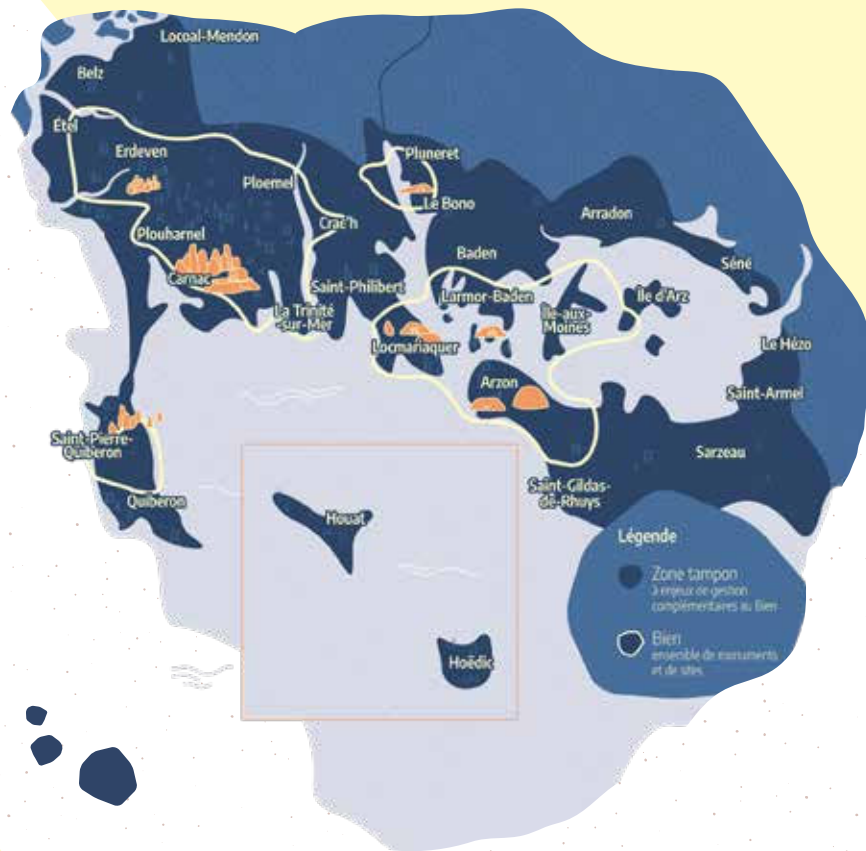 Locoal-Mendon
Belz
Étel
Erdeven
Ploemel
Pluneret
Le Bono
Crac'h
Arradon
Plouharnel
Baden
Séné
Carnac
Saint-Philibert
Larmor-Baden
Île d'Arz
La Trinité
-sur-Mer
Île-aux-
Moines
Locmariaquer
Le Hézo
Arzon
Saint-Armel
Saint-Pierre-
Quiberon
Sarzeau
Quiberon
Saint-Gildas-
de-Rhuys
Houat
Hoëdic
Légende
Zone tampon
à enjeux de gestion
complémentaires au Bien
Bien
ensemble de monuments
et de sites